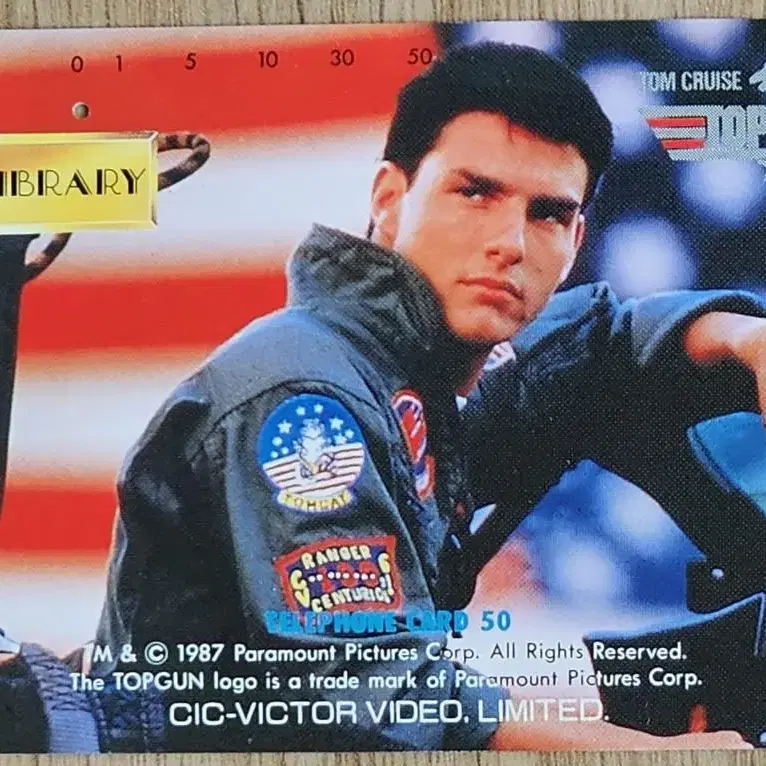 0 1 5 10 30 50
TOM CRUISE
TOP
IBRARY
TOMCAT
RANGER
CENTURION
TELEPHONE CARD 50
TM & © 1987 Paramount Pictures Corp. All Rights Reserved.
The TOPGUN logo is a trade mark of Paramount Pictures Corp.
CIC-VICTOR VIDEO. LIMITED.